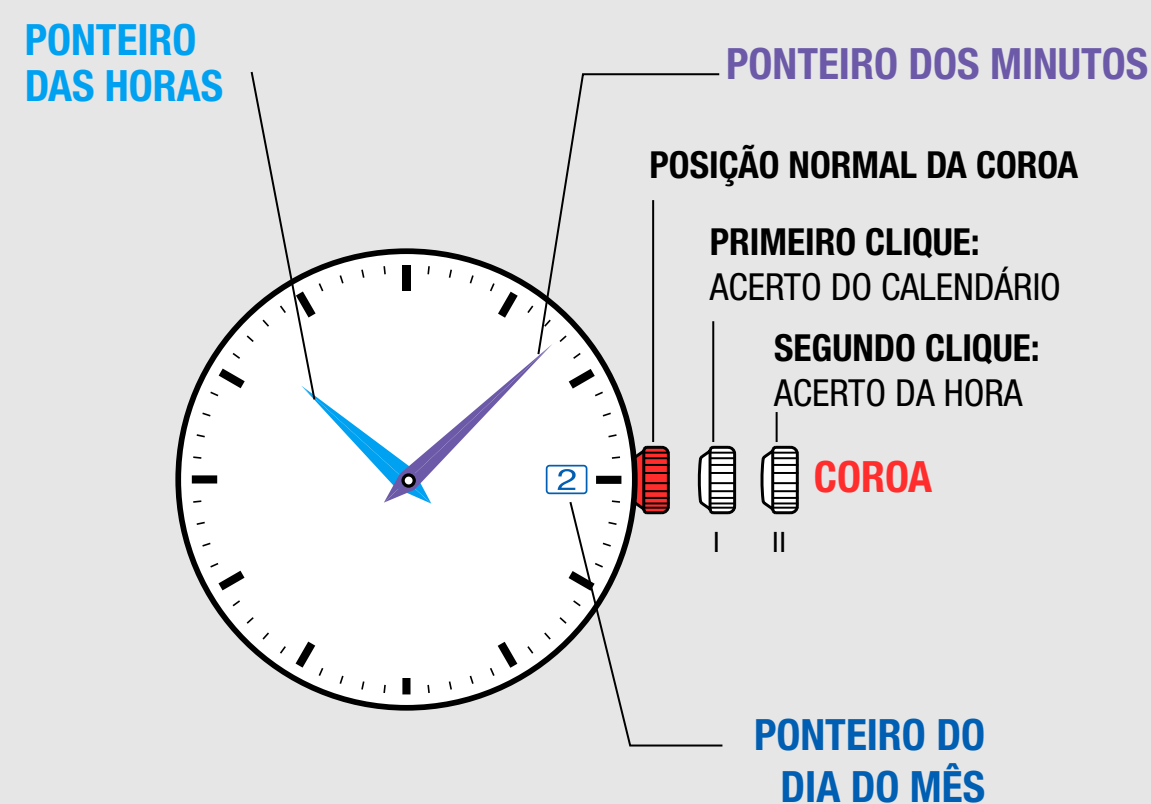 PONTEIRO
DAS HORAS
PONTEIRO DOS MINUTOS
POSIÇÃO NORMAL DA COROA
PRIMEIRO CLIQUE:
ACERTO DO CALENDÁRIO
SEGUNDO CLIQUE:
ACERTO DA HORA
2
COROA
I
II
PONTEIRO DO
DIA DO MÊS